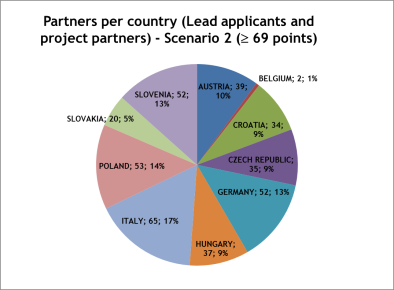 Partners per country (Lead applicants and
project partners) - Scenario 2 (≥ 69 points)
AUSTRIA; 39;
10%
BELGIUM; 2; 1%
CROATIA; 34;
9%
CZECH REPUBLIC;
35; 9%
GERMANY; 52; 13%
HUNGARY;
37; 9%
ITALY; 65; 17%
POLAND; 53; 14%
SLOVAKIA; 20; 5%
SLOVENIA; 52;
13%